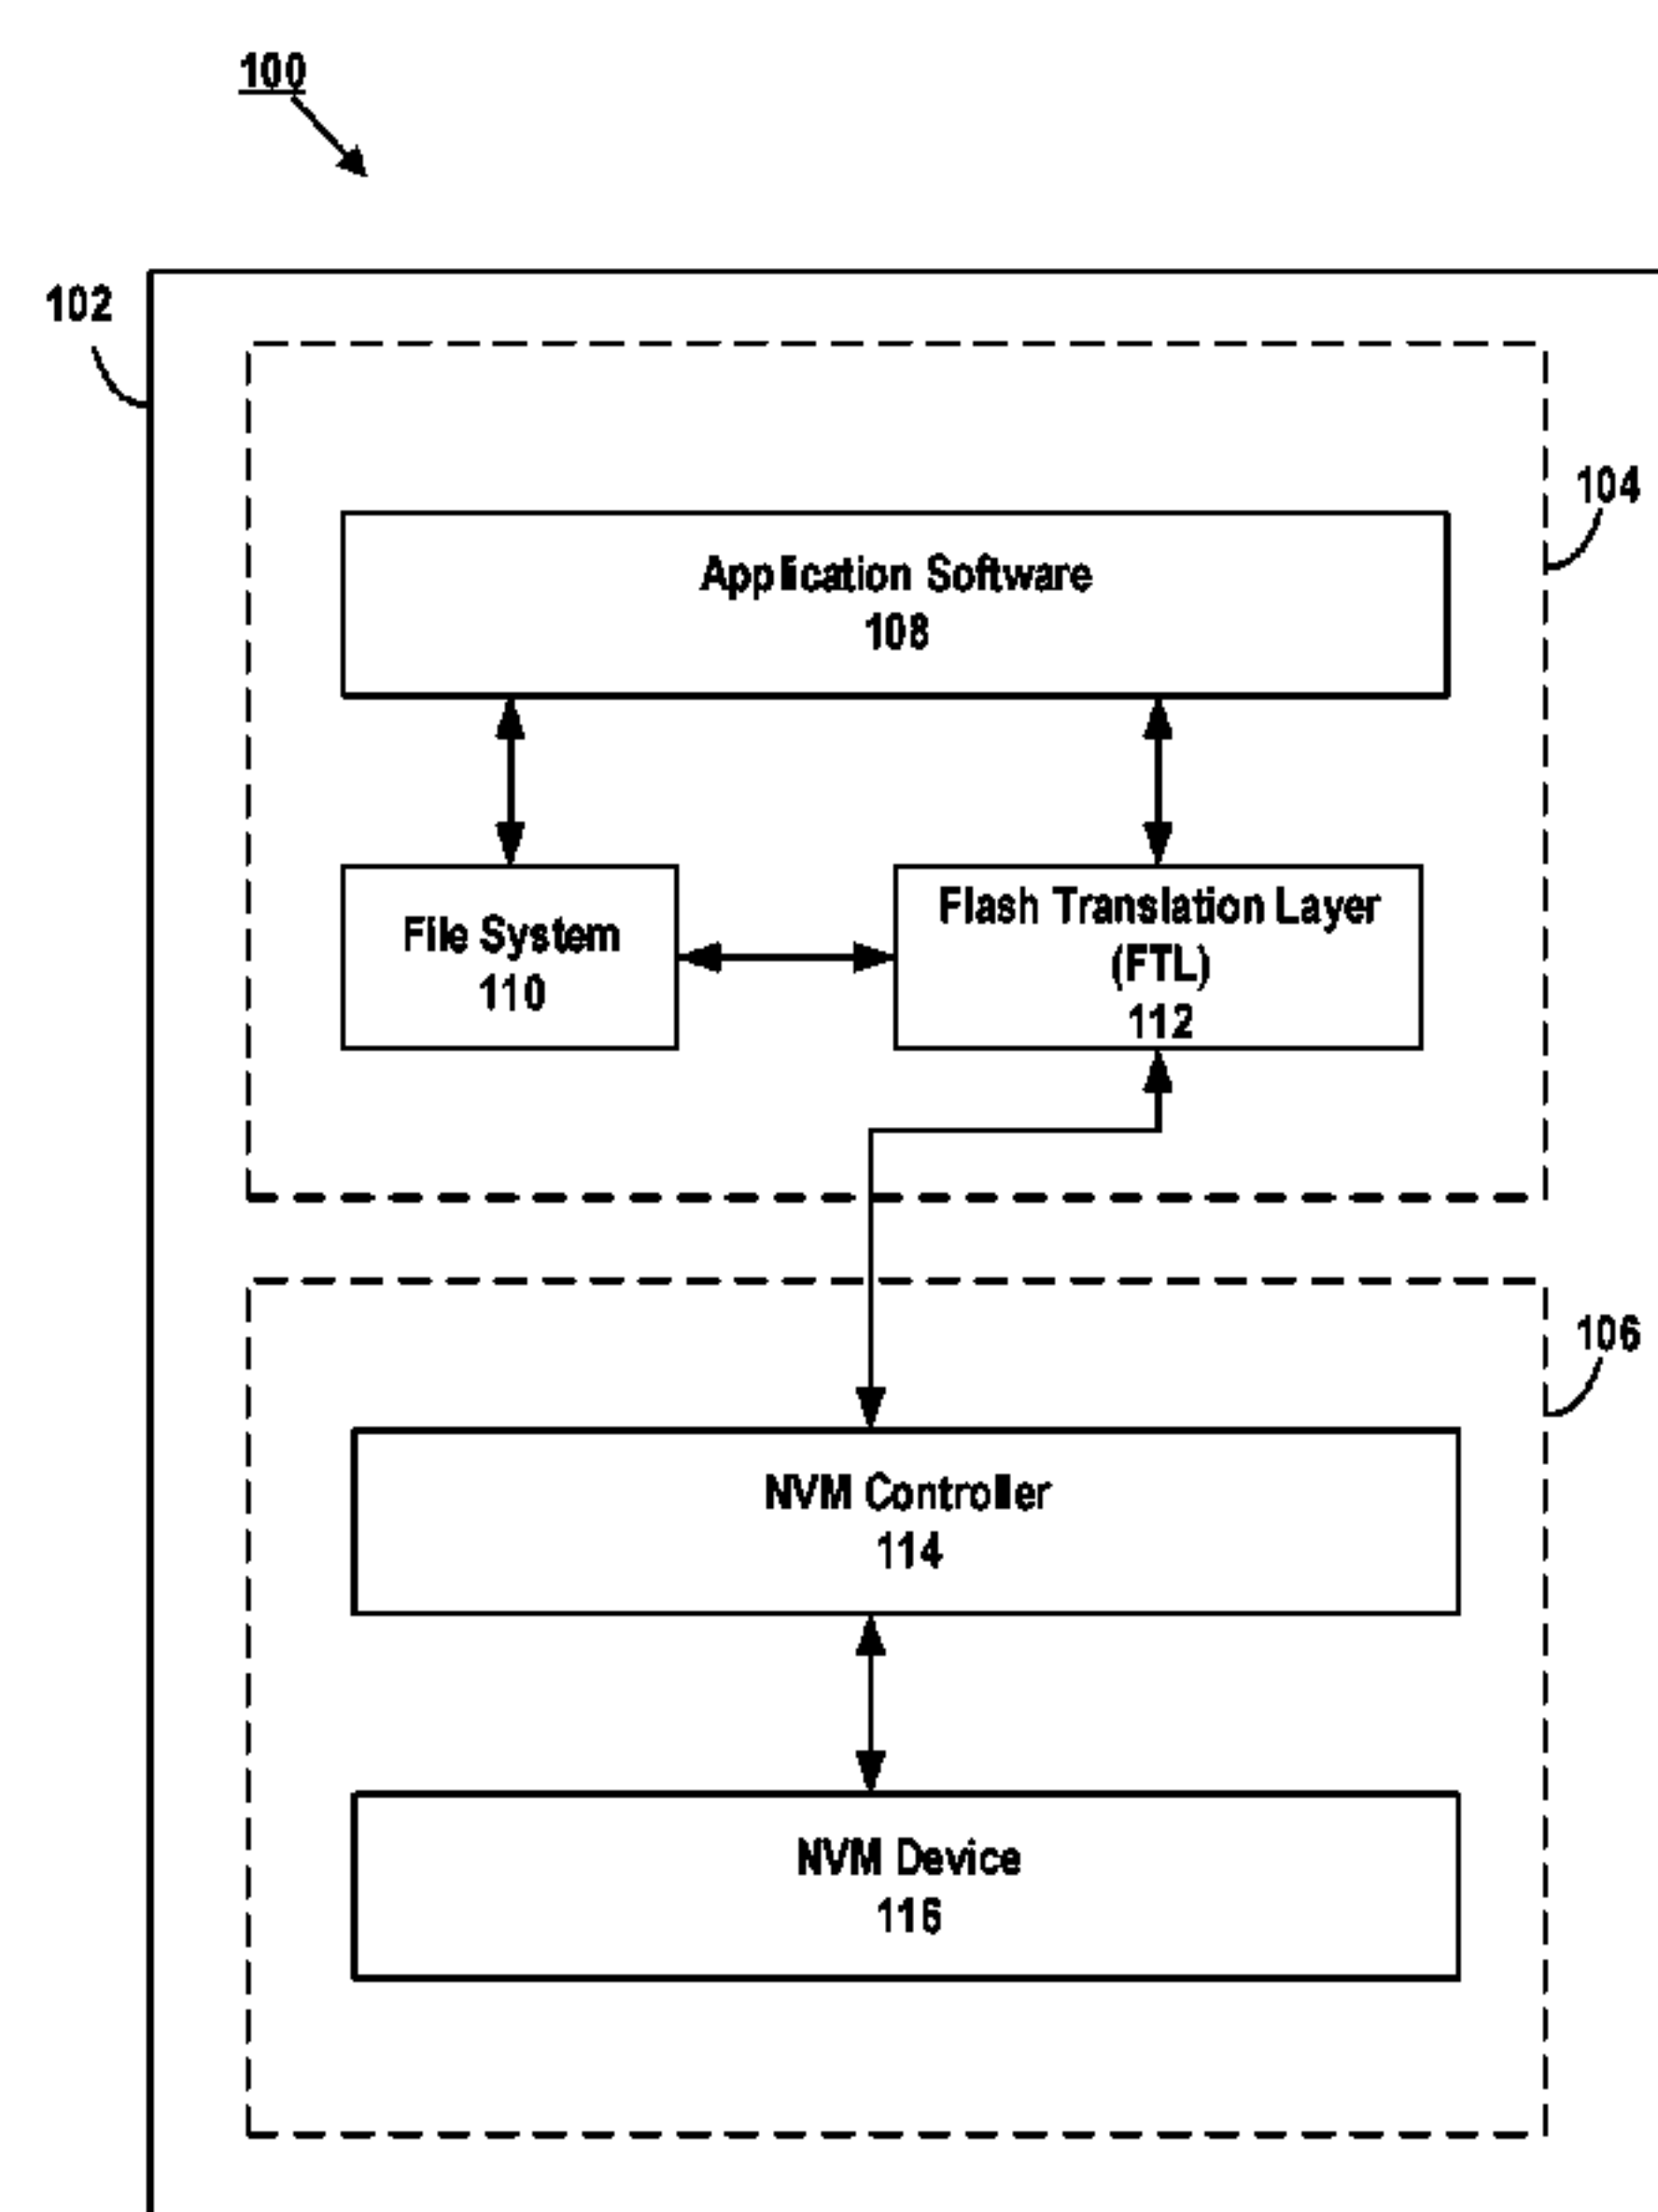 100
102
104
Application Software
108
File System
110
Flash Translation Layer
(FTL)
112
106
NVM Controller
114
NVM Device
116